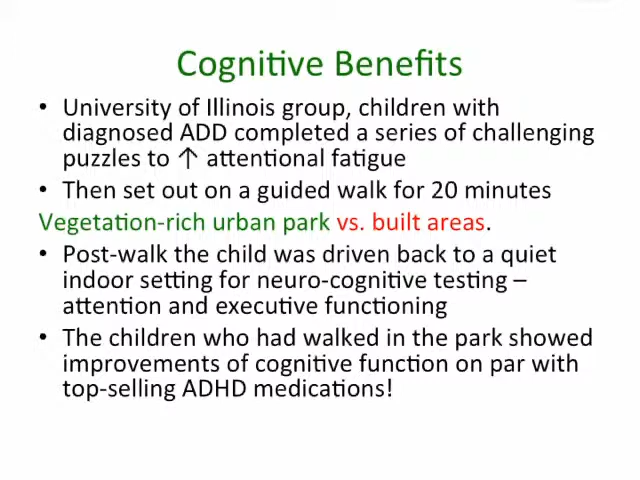 Cognitive Benefits
• University of Illinois group, children with
diagnosed ADD completed a series of challenging
puzzles to ↑ attentional fatigue
• Then set out on a guided walk for 20 minutes
Vegetation-rich urban park vs. built areas.
• Post-walk the child was driven back to a quiet
indoor setting for neuro-cognitive testing –
attention and executive functioning
• The children who had walked in the park showed
improvements of cognitive function on par with
top-selling ADHD medications!